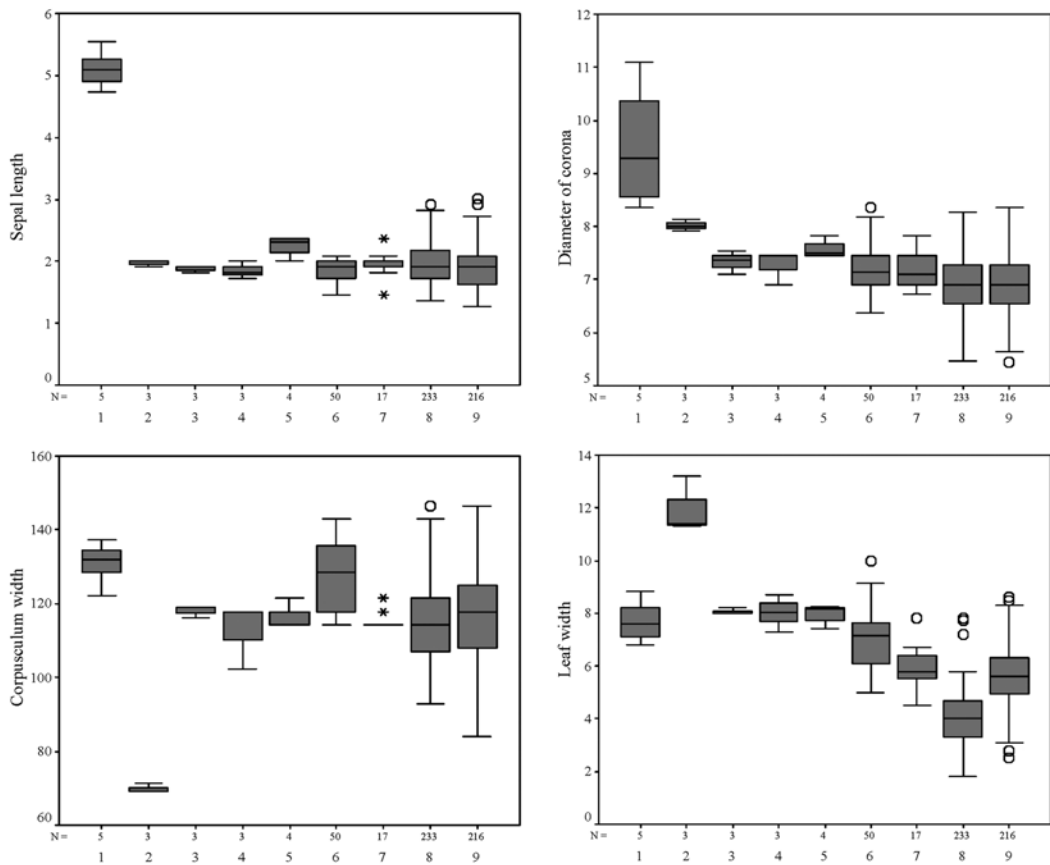 Sepal length
6
5
4
3
2
1
0
N = 5 3 3 3 4 50 17 233 216
1 2 3 4 5 6 7 8 9
Diameter of corona
11
10
9
8
7
6
5
N = 5 3 3 3 4 50 17 233 216
1 2 3 4 5 6 7 8 9
Corpusculum width
160
140
120
100
80
60
N = 5 3 3 3 4 50 17 233 216
1 2 3 4 5 6 7 8 9
Leaf width
14
12
10
8
6
4
2
0
N = 5 3 3 3 4 50 17 233 216
1 2 3 4 5 6 7 8 9